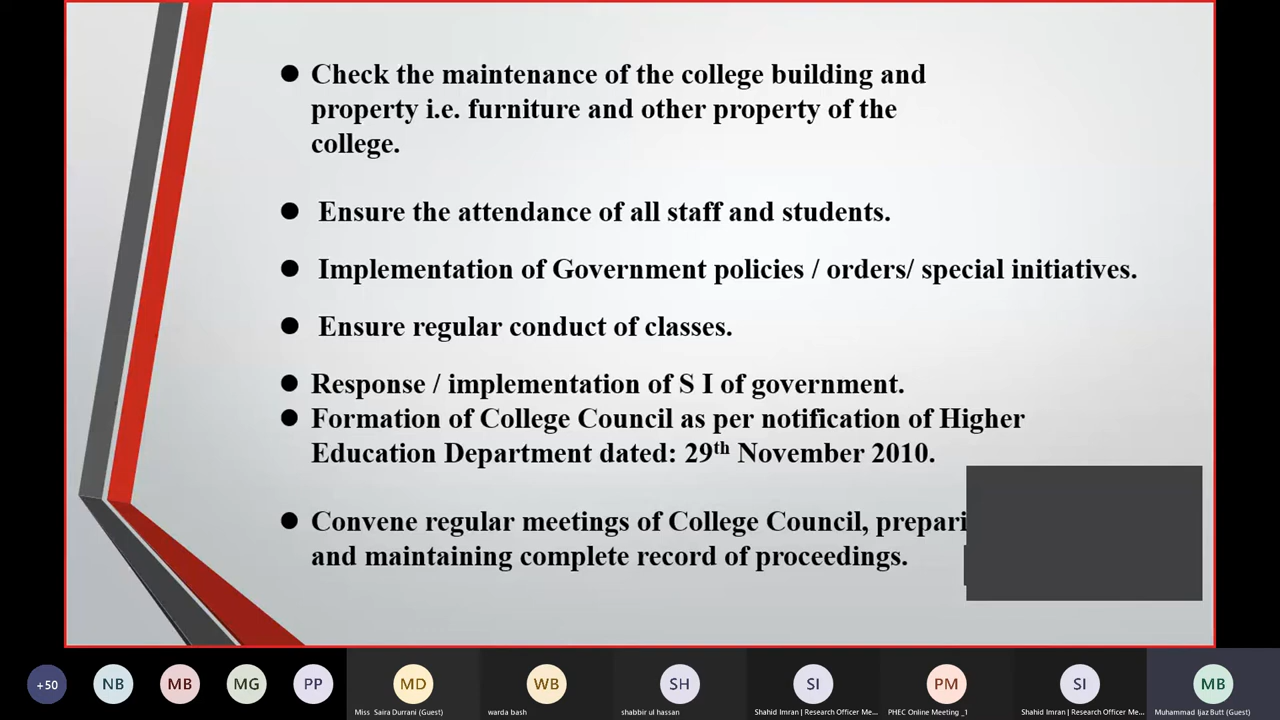 ● Check the maintenance of the college building and
property i.e. furniture and other property of the
college.
● Ensure the attendance of all staff and students.
● Implementation of Government policies / orders/ special initiatives.
● Ensure regular conduct of classes.
● Response / implementation of S I of government.
● Formation of College Council as per notification of Higher
Education Department dated: 29th November 2010.
● Convene regular meetings of College Council, prepari
and maintaining complete record of proceedings.
+50 NB MB MG PP MD WB SH SI PM SI MB
Miss Saira Durrani (Guest) warda bash shabbir ul hassan Shahid Imran | Research Officer Me... PHEC Online Meeting _1 Shahid Imran | Research Officer Me... Muhammad Ijaz Butt (Guest)